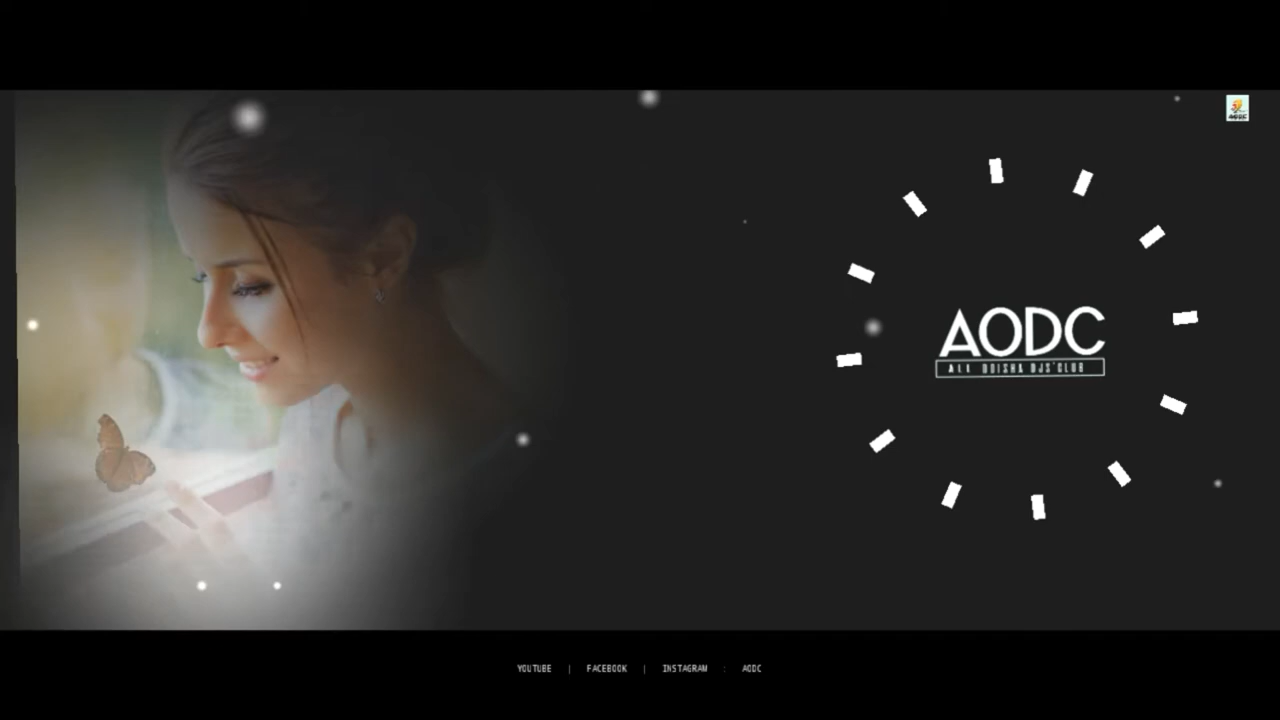 AODC
ALL ODISHA DJS'CLUB
YOUTUBE | FACEBOOK | INSTAGRAM : AODC